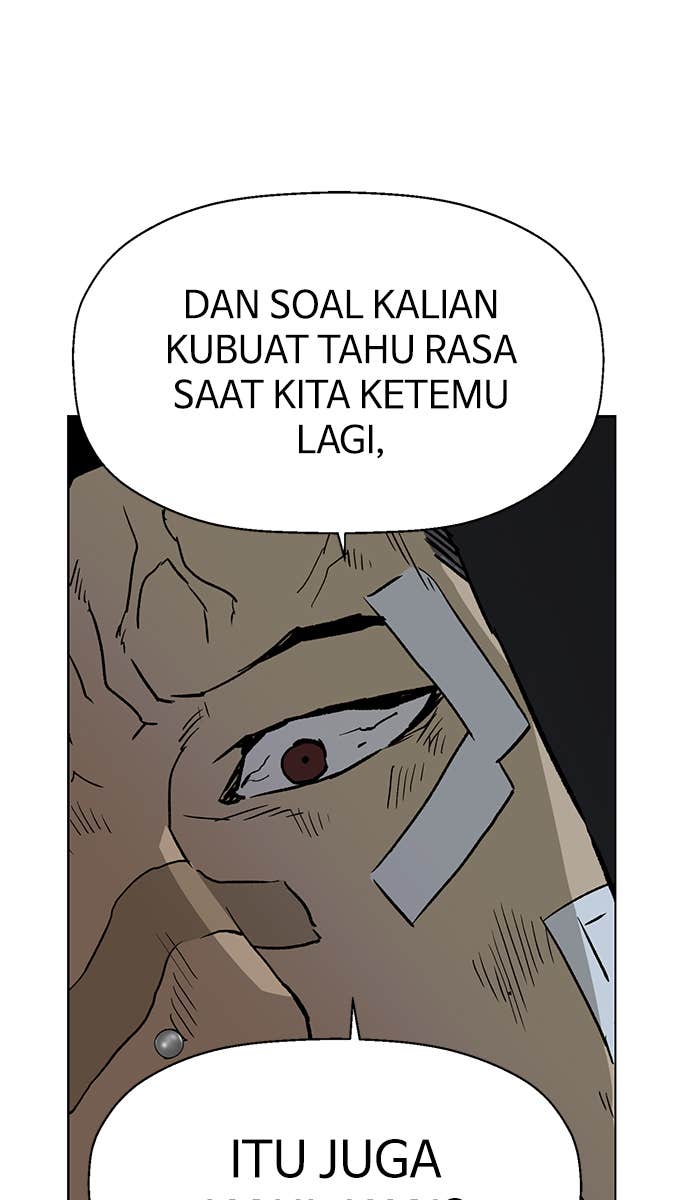 DAN SOAL KALIAN
KUBUAT TAHU RASA
SAAT KITA KETEMU
LAGI,
ITU JUGA